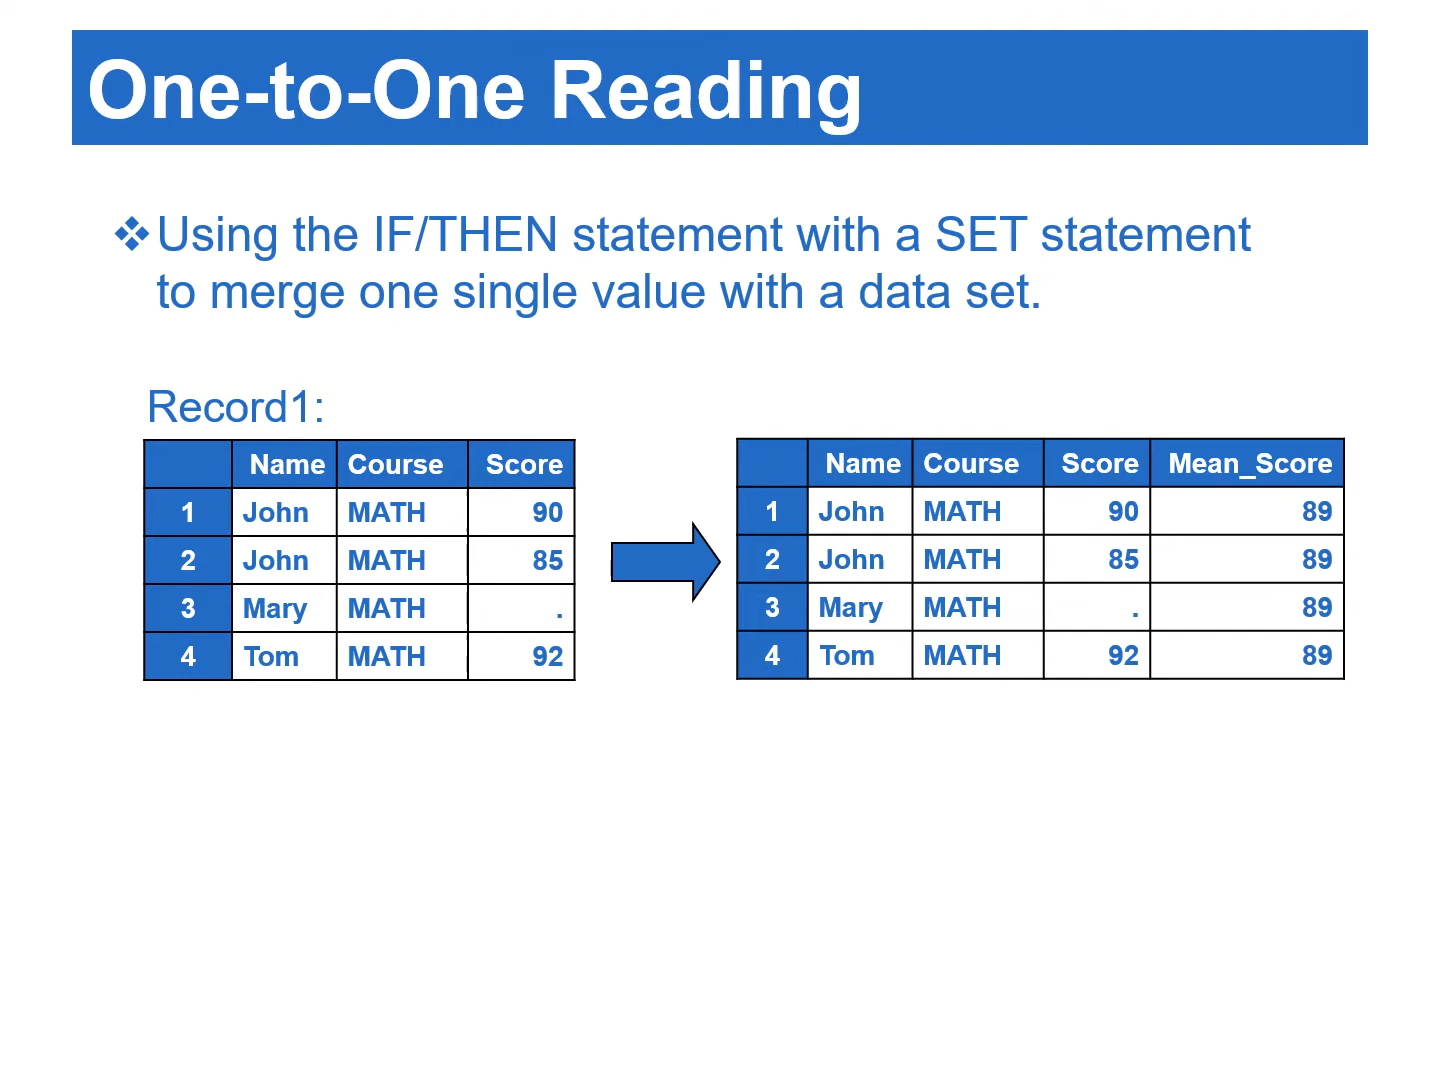 One-to-One Reading
❖Using the IF/THEN statement with a SET statement
to merge one single value with a data set.
Record1:
Name Course Score
1 John MATH 90
2 John MATH 85
3 Mary MATH .
4 Tom MATH 92
Name Course Score Mean_Score
1 John MATH 90 89
2 John MATH 85 89
3 Mary MATH . 89
4 Tom MATH 92 89